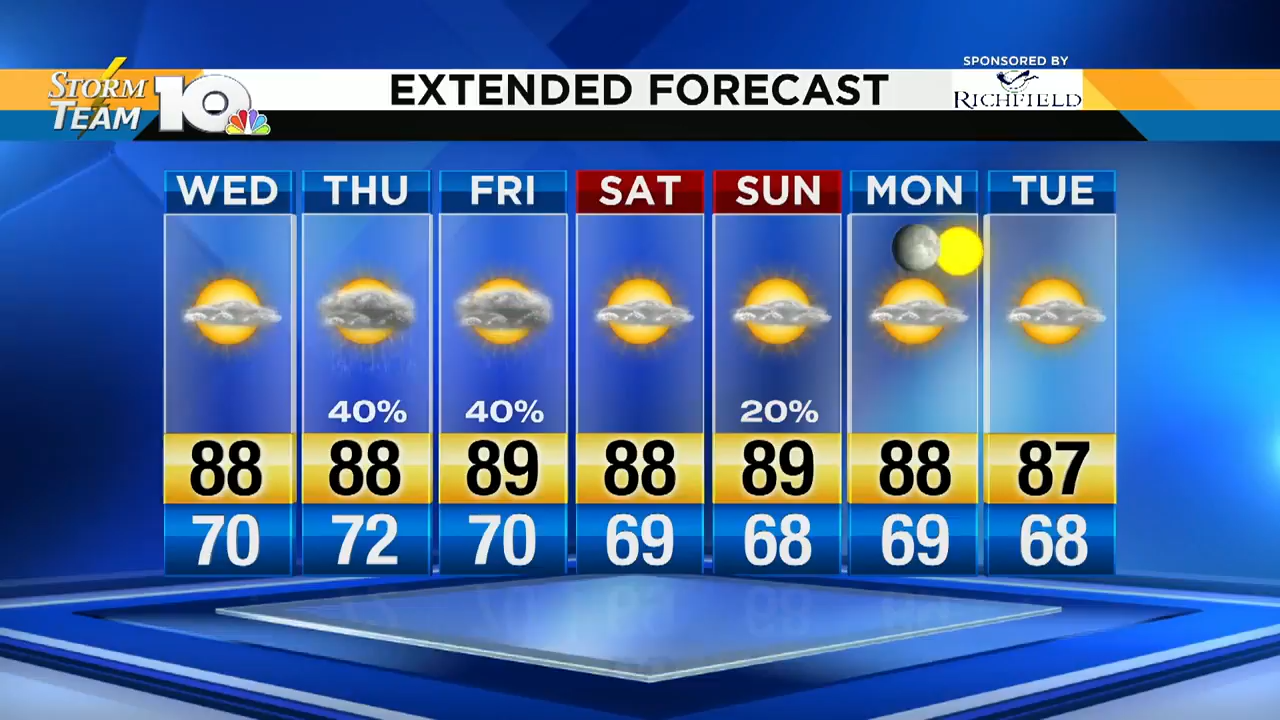 SPONSORED BY
STORM
TEAM
10
EXTENDED FORECAST
RICHFIELD
WED THU FRI SAT SUN MON TUE
40% 40% 20%
88 88 89 88 89 88 87
70 72 70 69 68 69 68